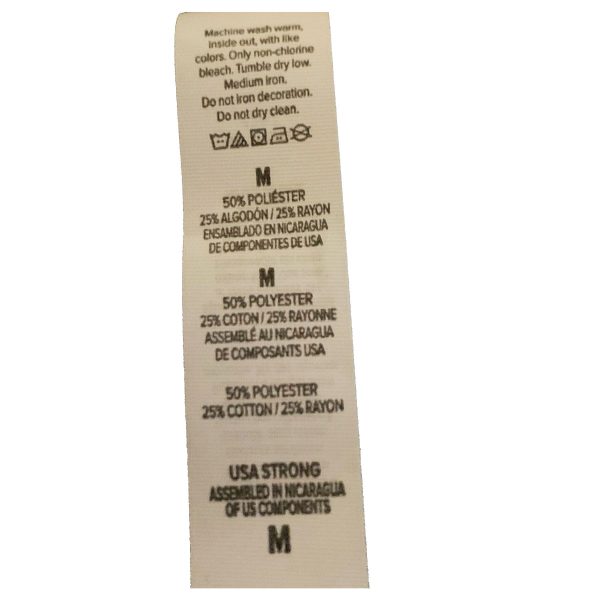 Machine wash warm,
inside out, with like
colors. Only non-chlorine
bleach. Tumble dry low.
Medium iron.
Do not iron decoration.
Do not dry clean.
M
50% POLIÉSTER
25% ALGODÓN / 25% RAYON
ENSAMBLADO EN NICARAGUA
DE COMPONENTES DE USA
M
50% POLYESTER
25% COTON / 25% RAYONNE
ASSEMBLÉ AU NICARAGUA
DE COMPOSANTS USA
50% POLYESTER
25% COTTON / 25% RAYON
USA STRONG
ASSEMBLED IN NICARAGUA
OF US COMPONENTS
M